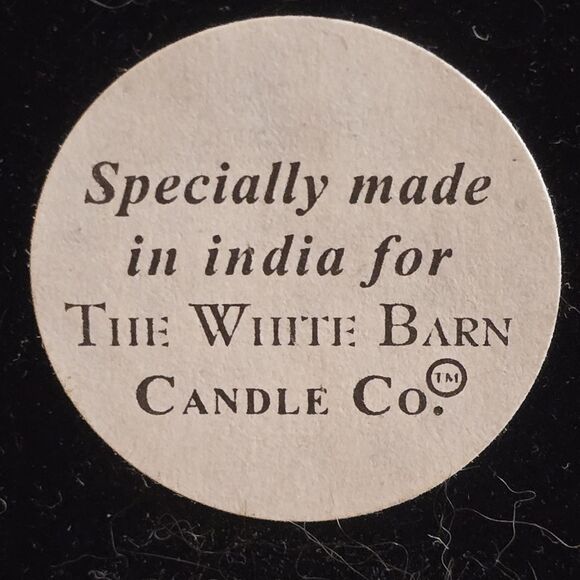 Specially made
in india for
THE WHITE BARN
CANDLE CO.™